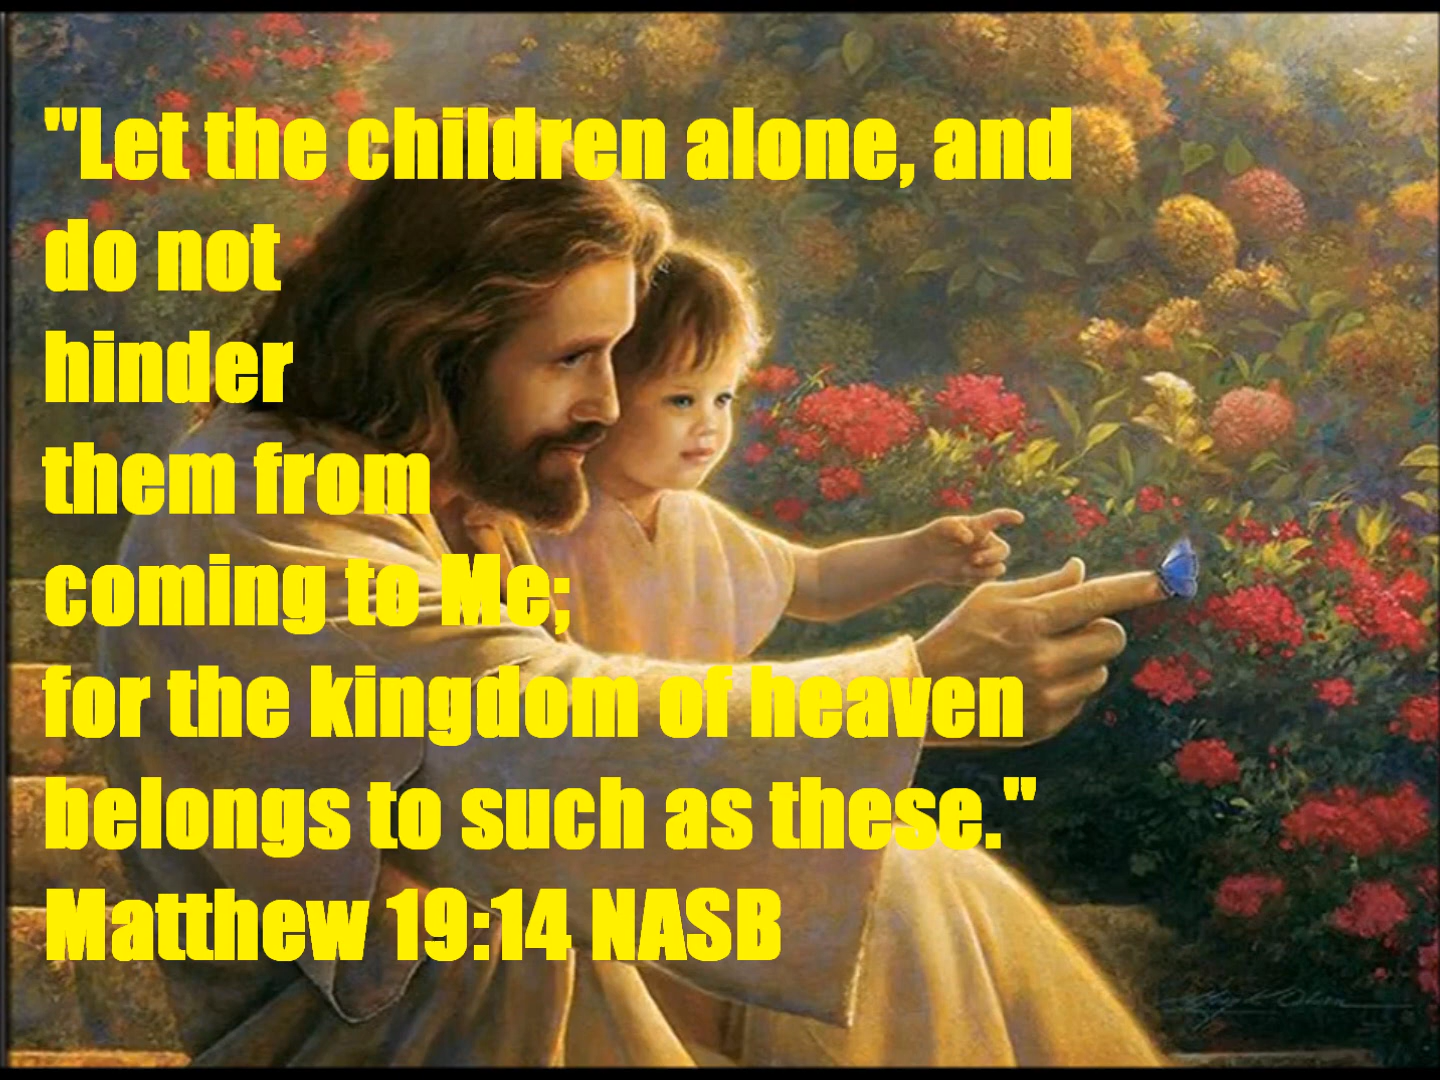 "Let the children alone, and
do not
hinder
them from
coming to Me;
for the kingdom of heaven
belongs to such as these."
Matthew 19:14 NASB